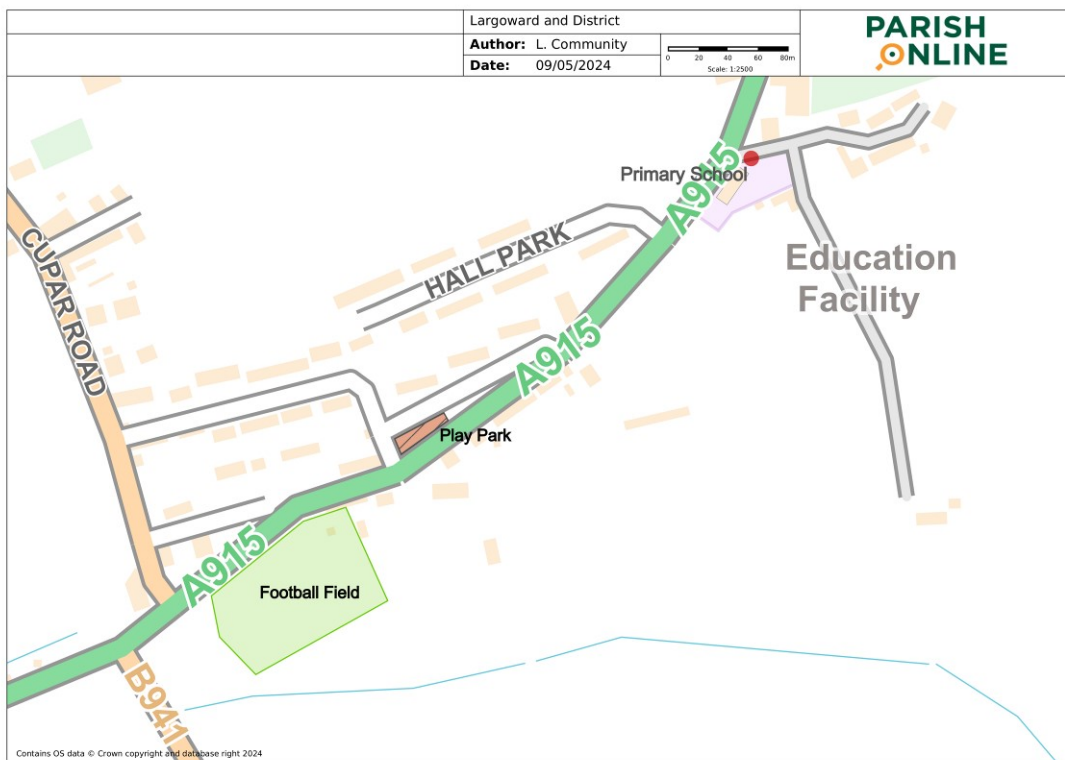 Largoward and District
Author: L. Community
Date: 09/05/2024
0 20 40 60 80m
Scale: 1:2500
PARISH
ONLINE
A915
Primary School
CUPAR ROAD
HALL PARK
Education
Facility
A915
Play Park
A915
Football Field
B941
Contains OS data © Crown copyright and database right 2024